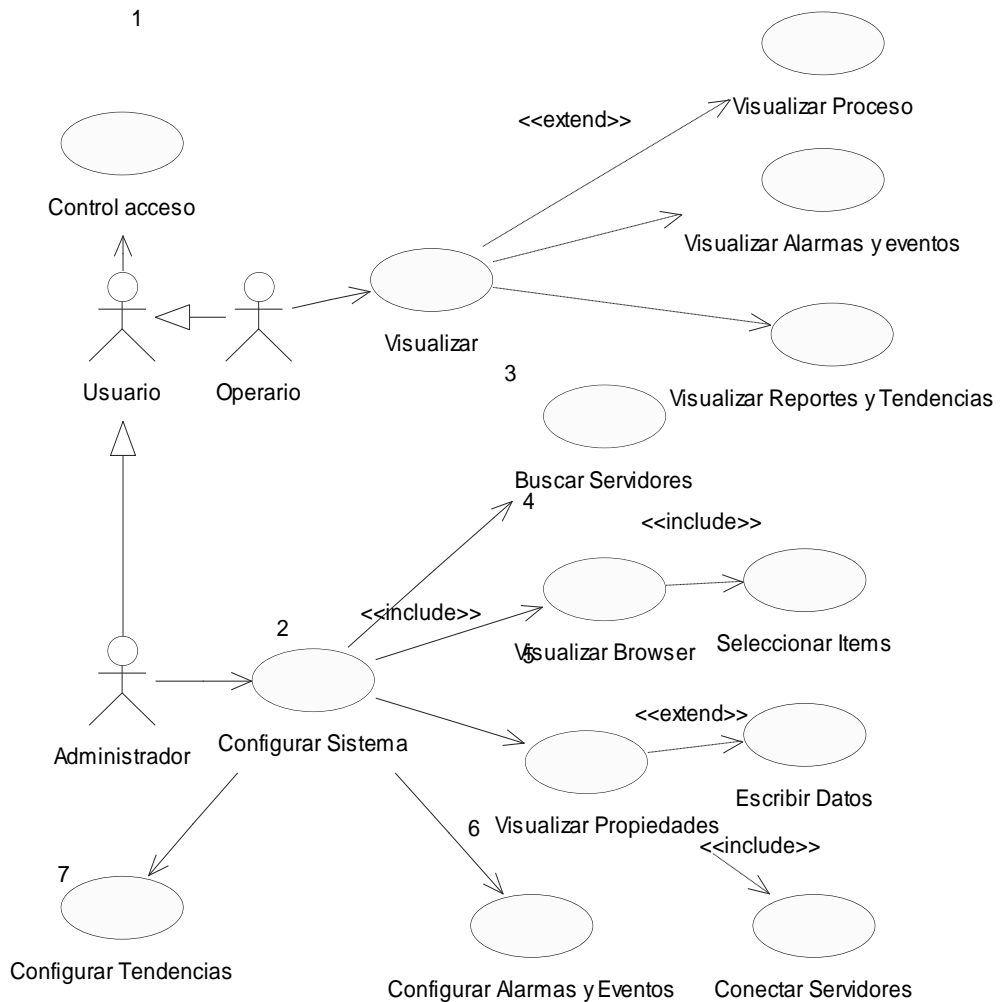 1
<<extend>>
Visualizar Proceso
Control acceso
Visualizar Alarmas y eventos
Visualizar
Usuario
Operario
3
Visualizar Reportes y Tendencias
Buscar Servidores
4
<<include>>
<<include>>
2
Visualizar Browser
5
Seleccionar Items
<<extend>>
Administrador
Configurar Sistema
Escribir Datos
6
Visualizar Propiedades
<<include>>
7
Configurar Tendencias
Configurar Alarmas y Eventos
Conectar Servidores